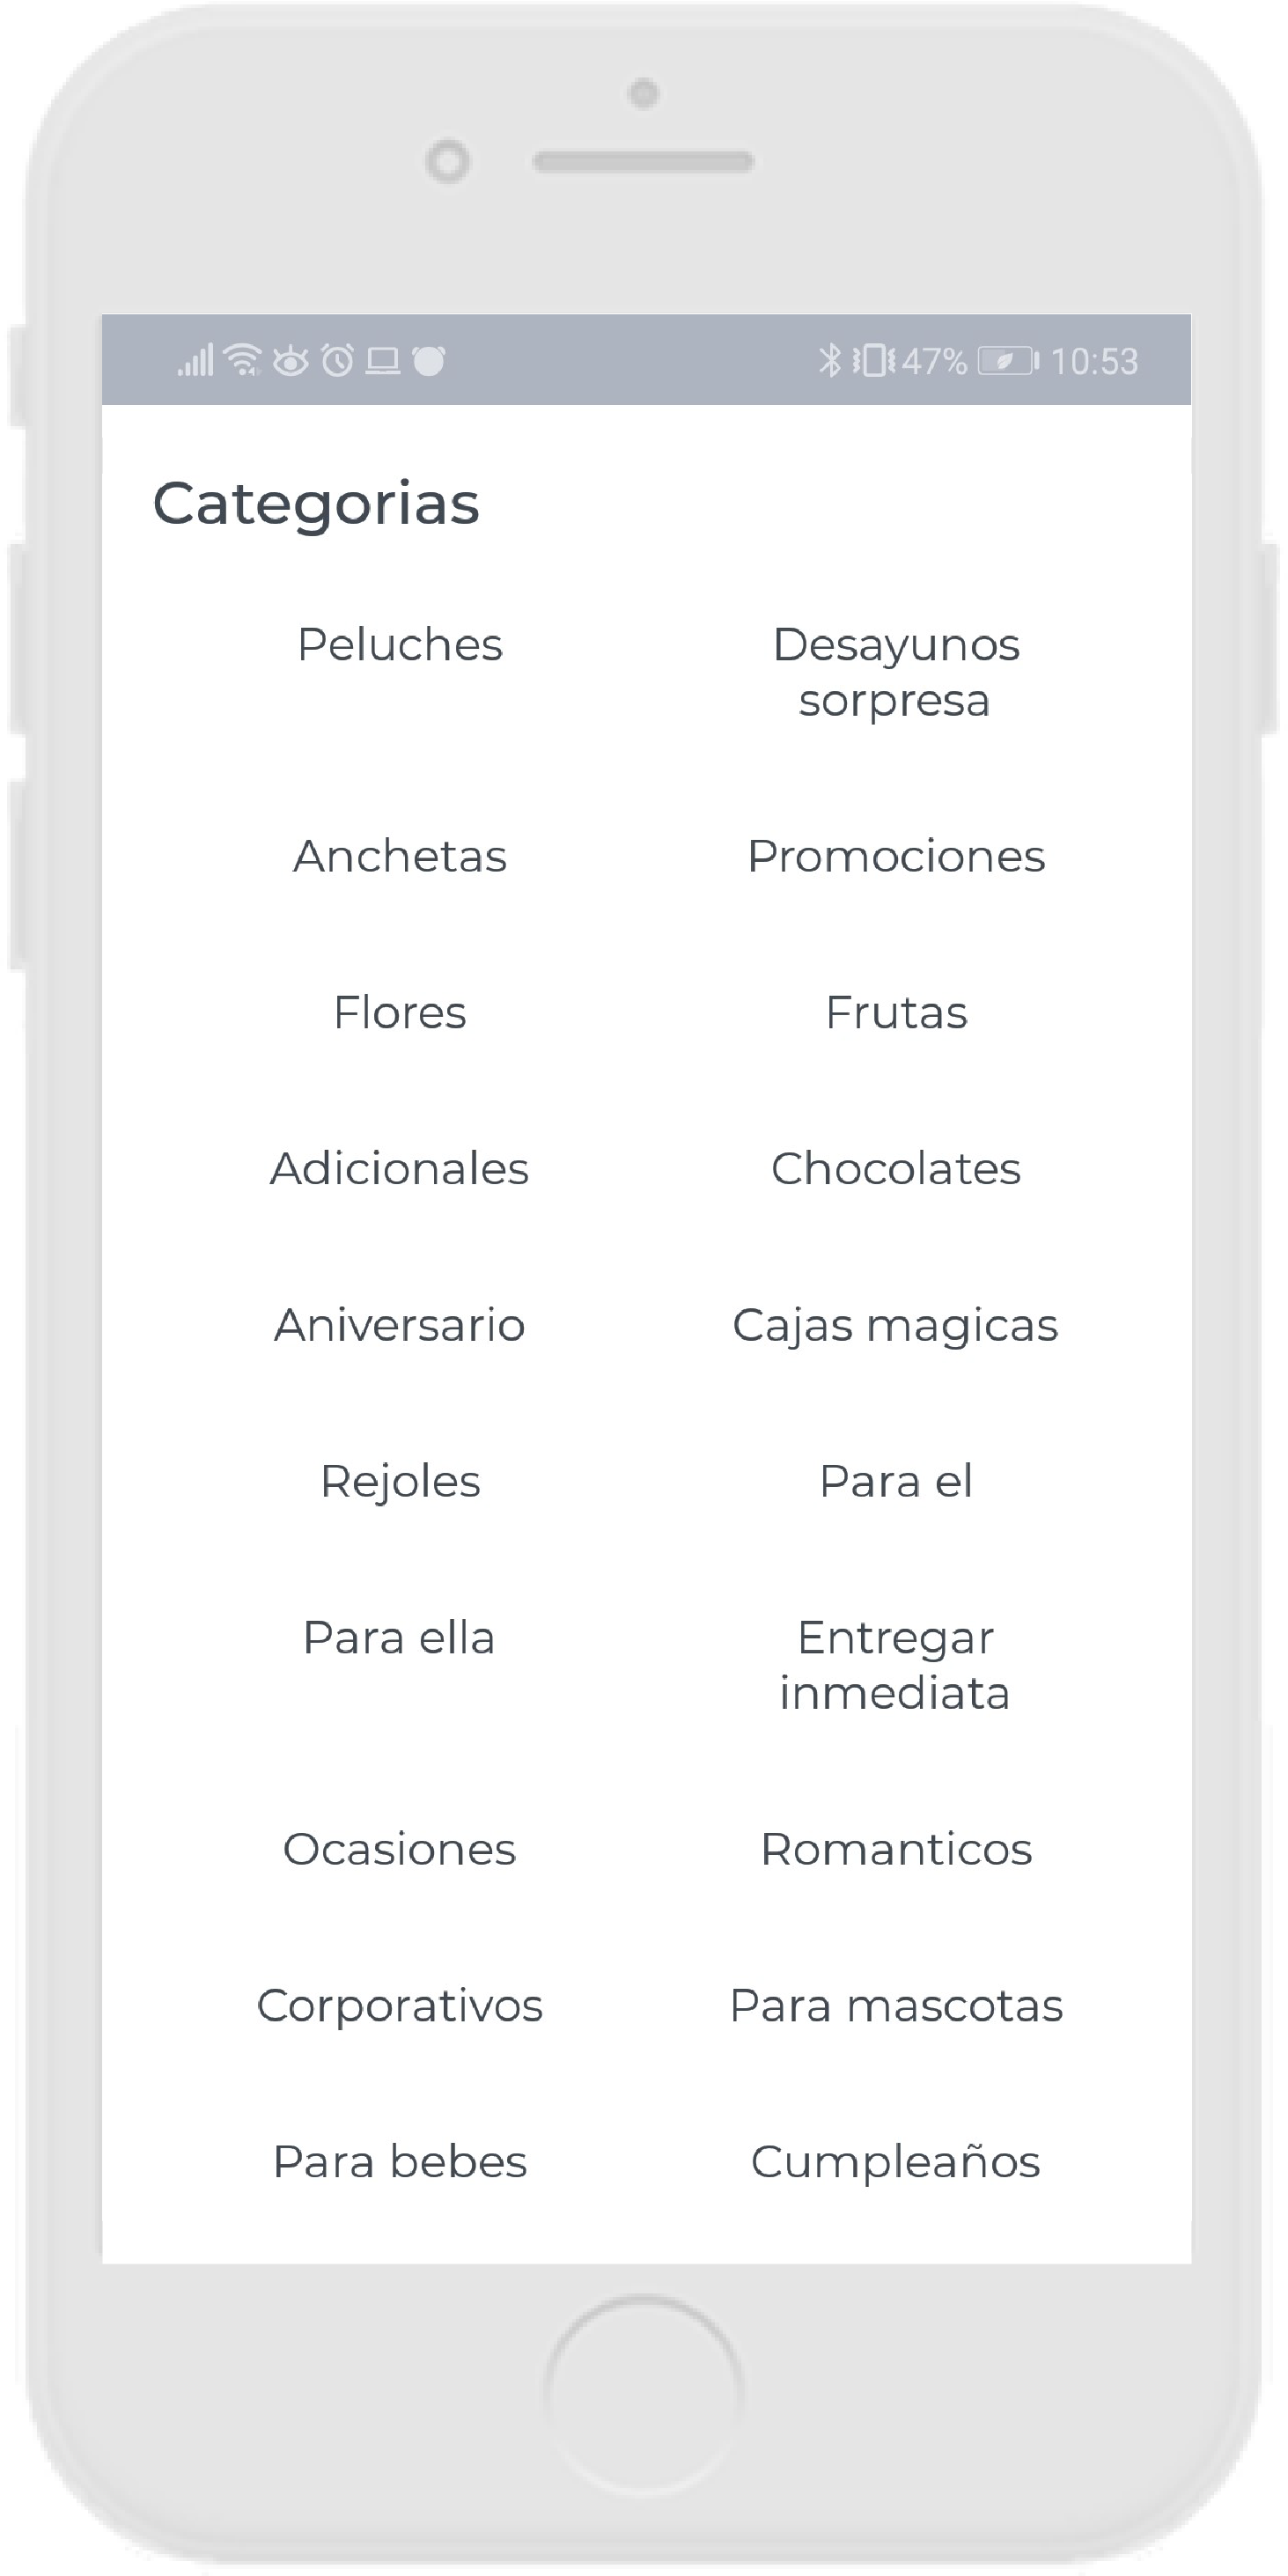 47% 10:53
Categorias
Peluches Desayunos
sorpresa
Anchetas Promociones
Flores Frutas
Adicionales Chocolates
Aniversario Cajas magicas
Rejoles Para el
Para ella Entregar
inmediata
Ocasiones Romanticos
Corporativos Para mascotas
Para bebes Cumpleaños